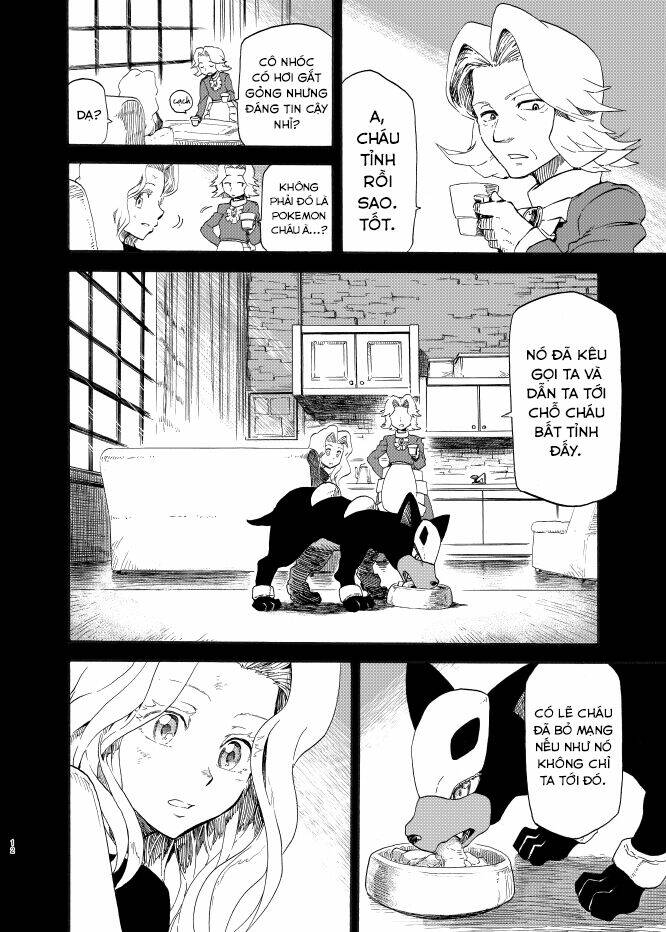 A,
CHÁU
TỈNH
RỒI
SAO.
TỐT.
CÔ NHÓC
CÓ HƠI GẮT
GỎNG NHƯNG
ĐÁNG TIN CẬY
NHỈ?
CẠCH
DẠ?
KHÔNG
PHẢI ĐÓ LÀ
POKEMON
CHÁU À...?
NÓ ĐÃ KÊU
GỌI TA VÀ
DẪN TA TỚI
CHỖ CHÁU
BẤT TỈNH
ĐẤY.
CÓ LẼ CHÁU
ĐÃ BỎ MẠNG
NẾU NHƯ NÓ
KHÔNG CHỈ
TA TỚI ĐÓ.
12